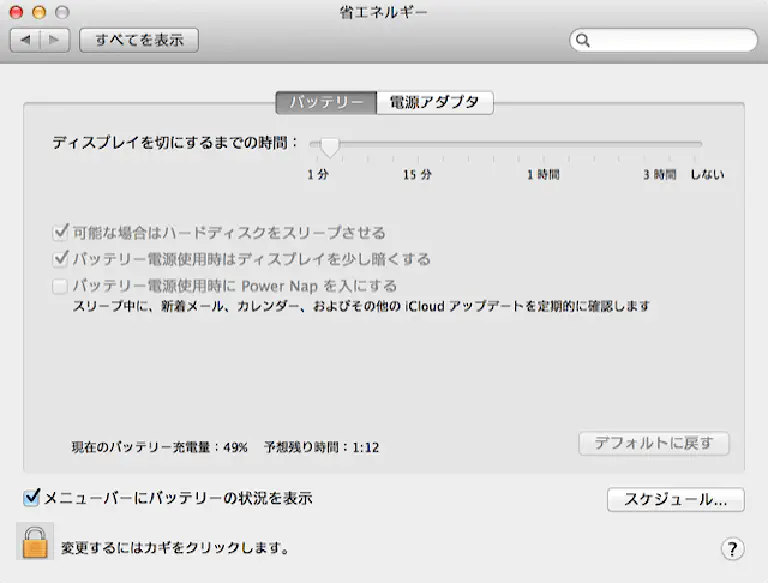 省エネルギー
すべてを表示
バッテリー 電源アダプタ
ディスプレイを切にするまでの時間：
1 分 15 分 1 時間 3 時間 しない
可能な場合はハードディスクをスリープさせる
バッテリー電源使用時はディスプレイを少し暗くする
バッテリー電源使用時に Power Nap を入にする
スリープ中に、新着メール、カレンダー、およびその他の iCloud アップデートを定期的に確認します
現在のバッテリー充電量：49% 予想残り時間：1:12
デフォルトに戻す
メニューバーにバッテリーの状況を表示
スケジュール...
変更するにはカギをクリックします。
?